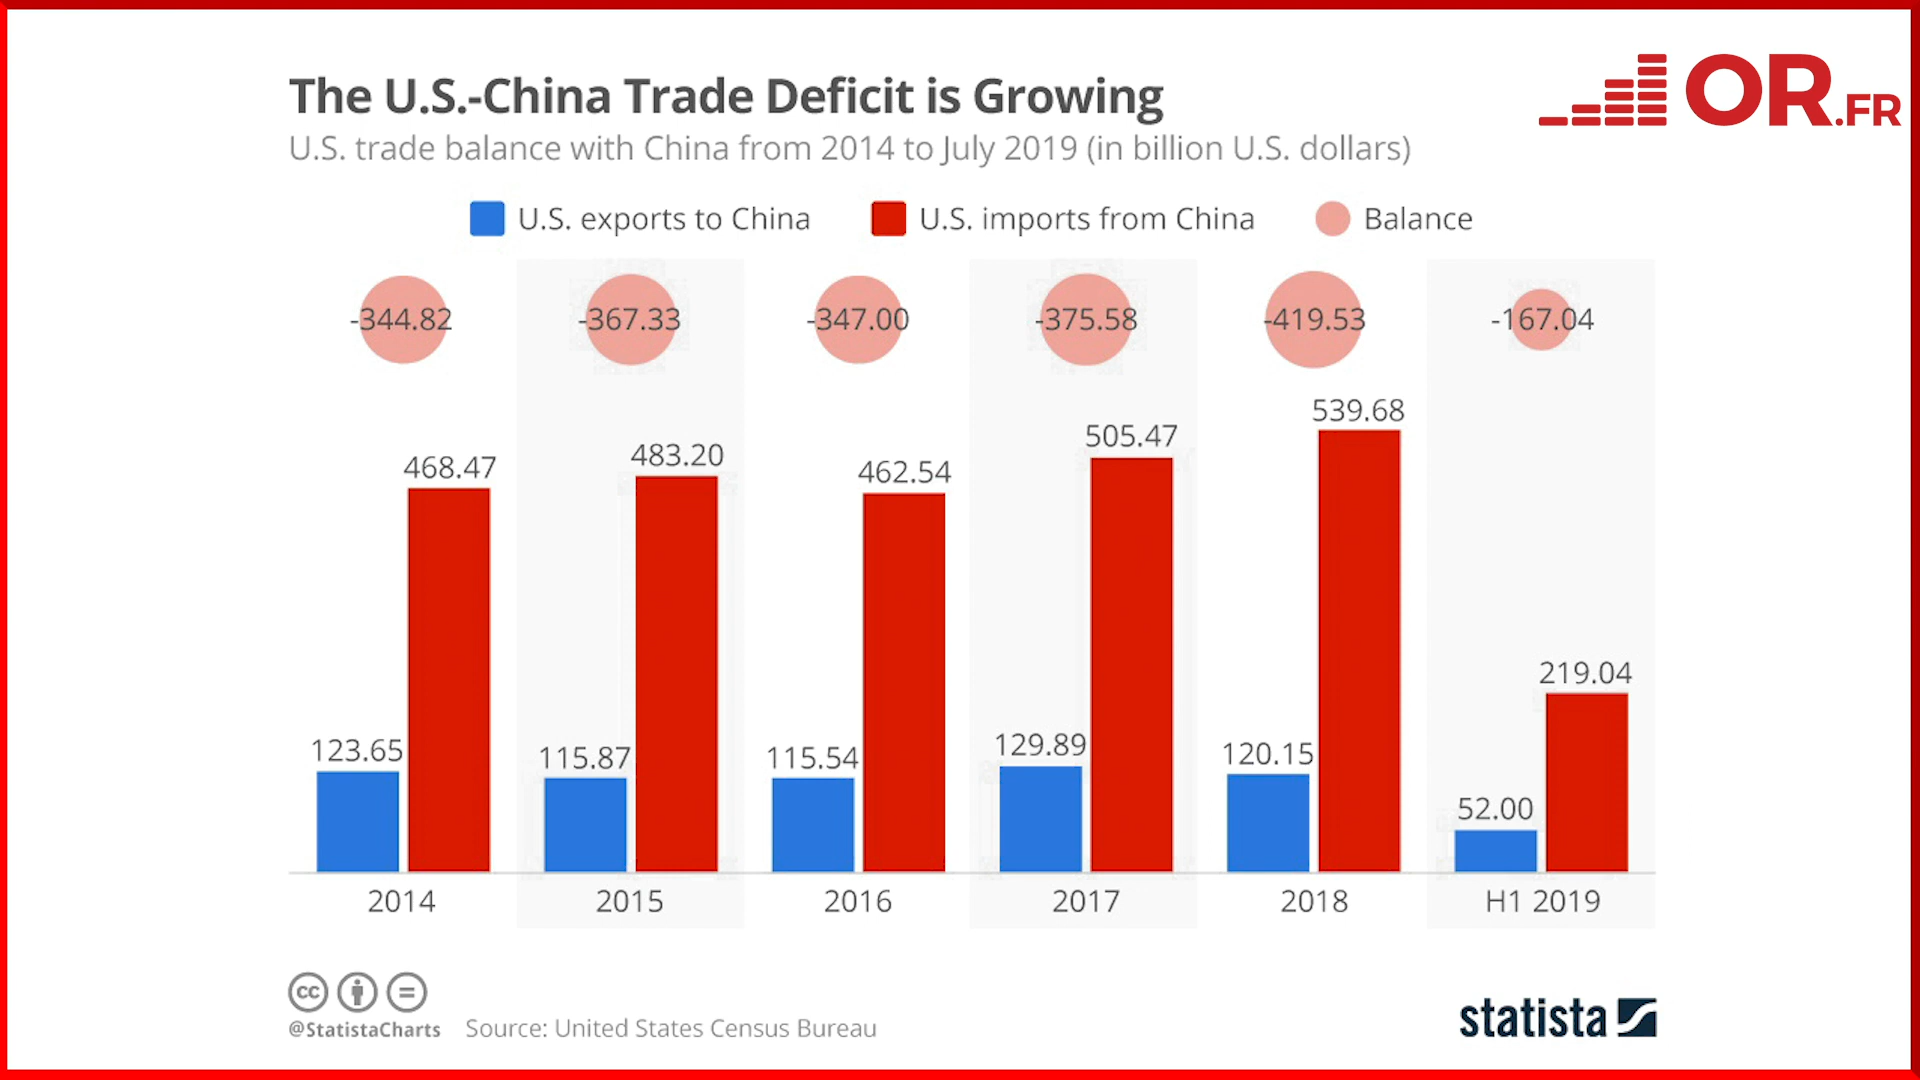 The U.S.-China Trade Deficit is Growing
U.S. trade balance with China from 2014 to July 2019 (in billion U.S. dollars)
OR.FR
U.S. exports to China U.S. imports from China Balance
-344.82 -367.33 -347.00 -375.58 -419.53 -167.04
539.68
505.47
483.20
468.47 462.54
219.04
129.89
123.65 120.15
115.87 115.54
52.00
2014 2015 2016 2017 2018 H1 2019
cc
@StatistaCharts Source: United States Census Bureau
statista